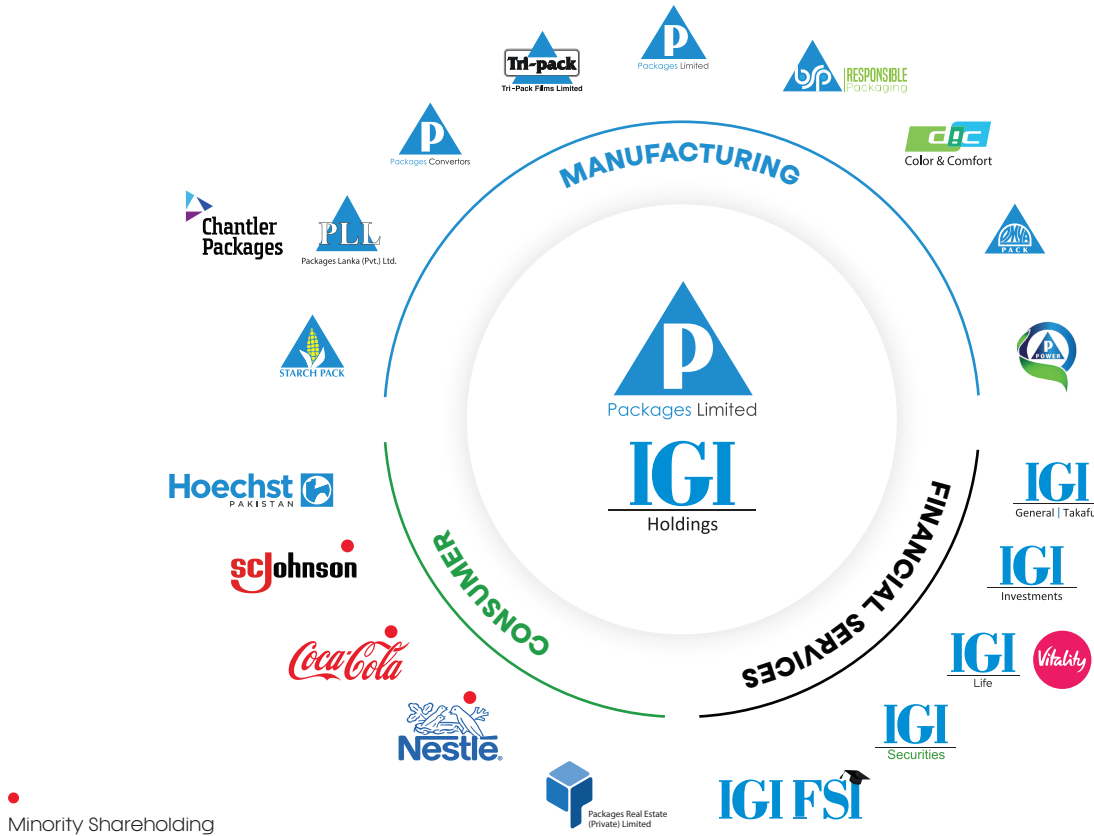 P
Packages Limited
Tri-pack
Tri-Pack Films Limited
bsp RESPONSIBLE
Packaging
P
Packages Convertors
dic
Color & Comfort
MANUFACTURING
Chantler
Packages
PLL
Packages Lanka (Pvt.) Ltd.
OMYA
PACK
STARCH PACK
P
POWER
P
Packages Limited
IGI
Holdings
Hoechst
PAKISTAN
IGI
General | Takafu
SCJohnson
IGI
Investments
CONSUMER
FINANCIAL SERVICES
Coca-Cola
IGI
Life
Vitality
Nestlé®
IGI
Securities
Packages Real Estate
(Private) Limited
IGI FSI
Minority Shareholding